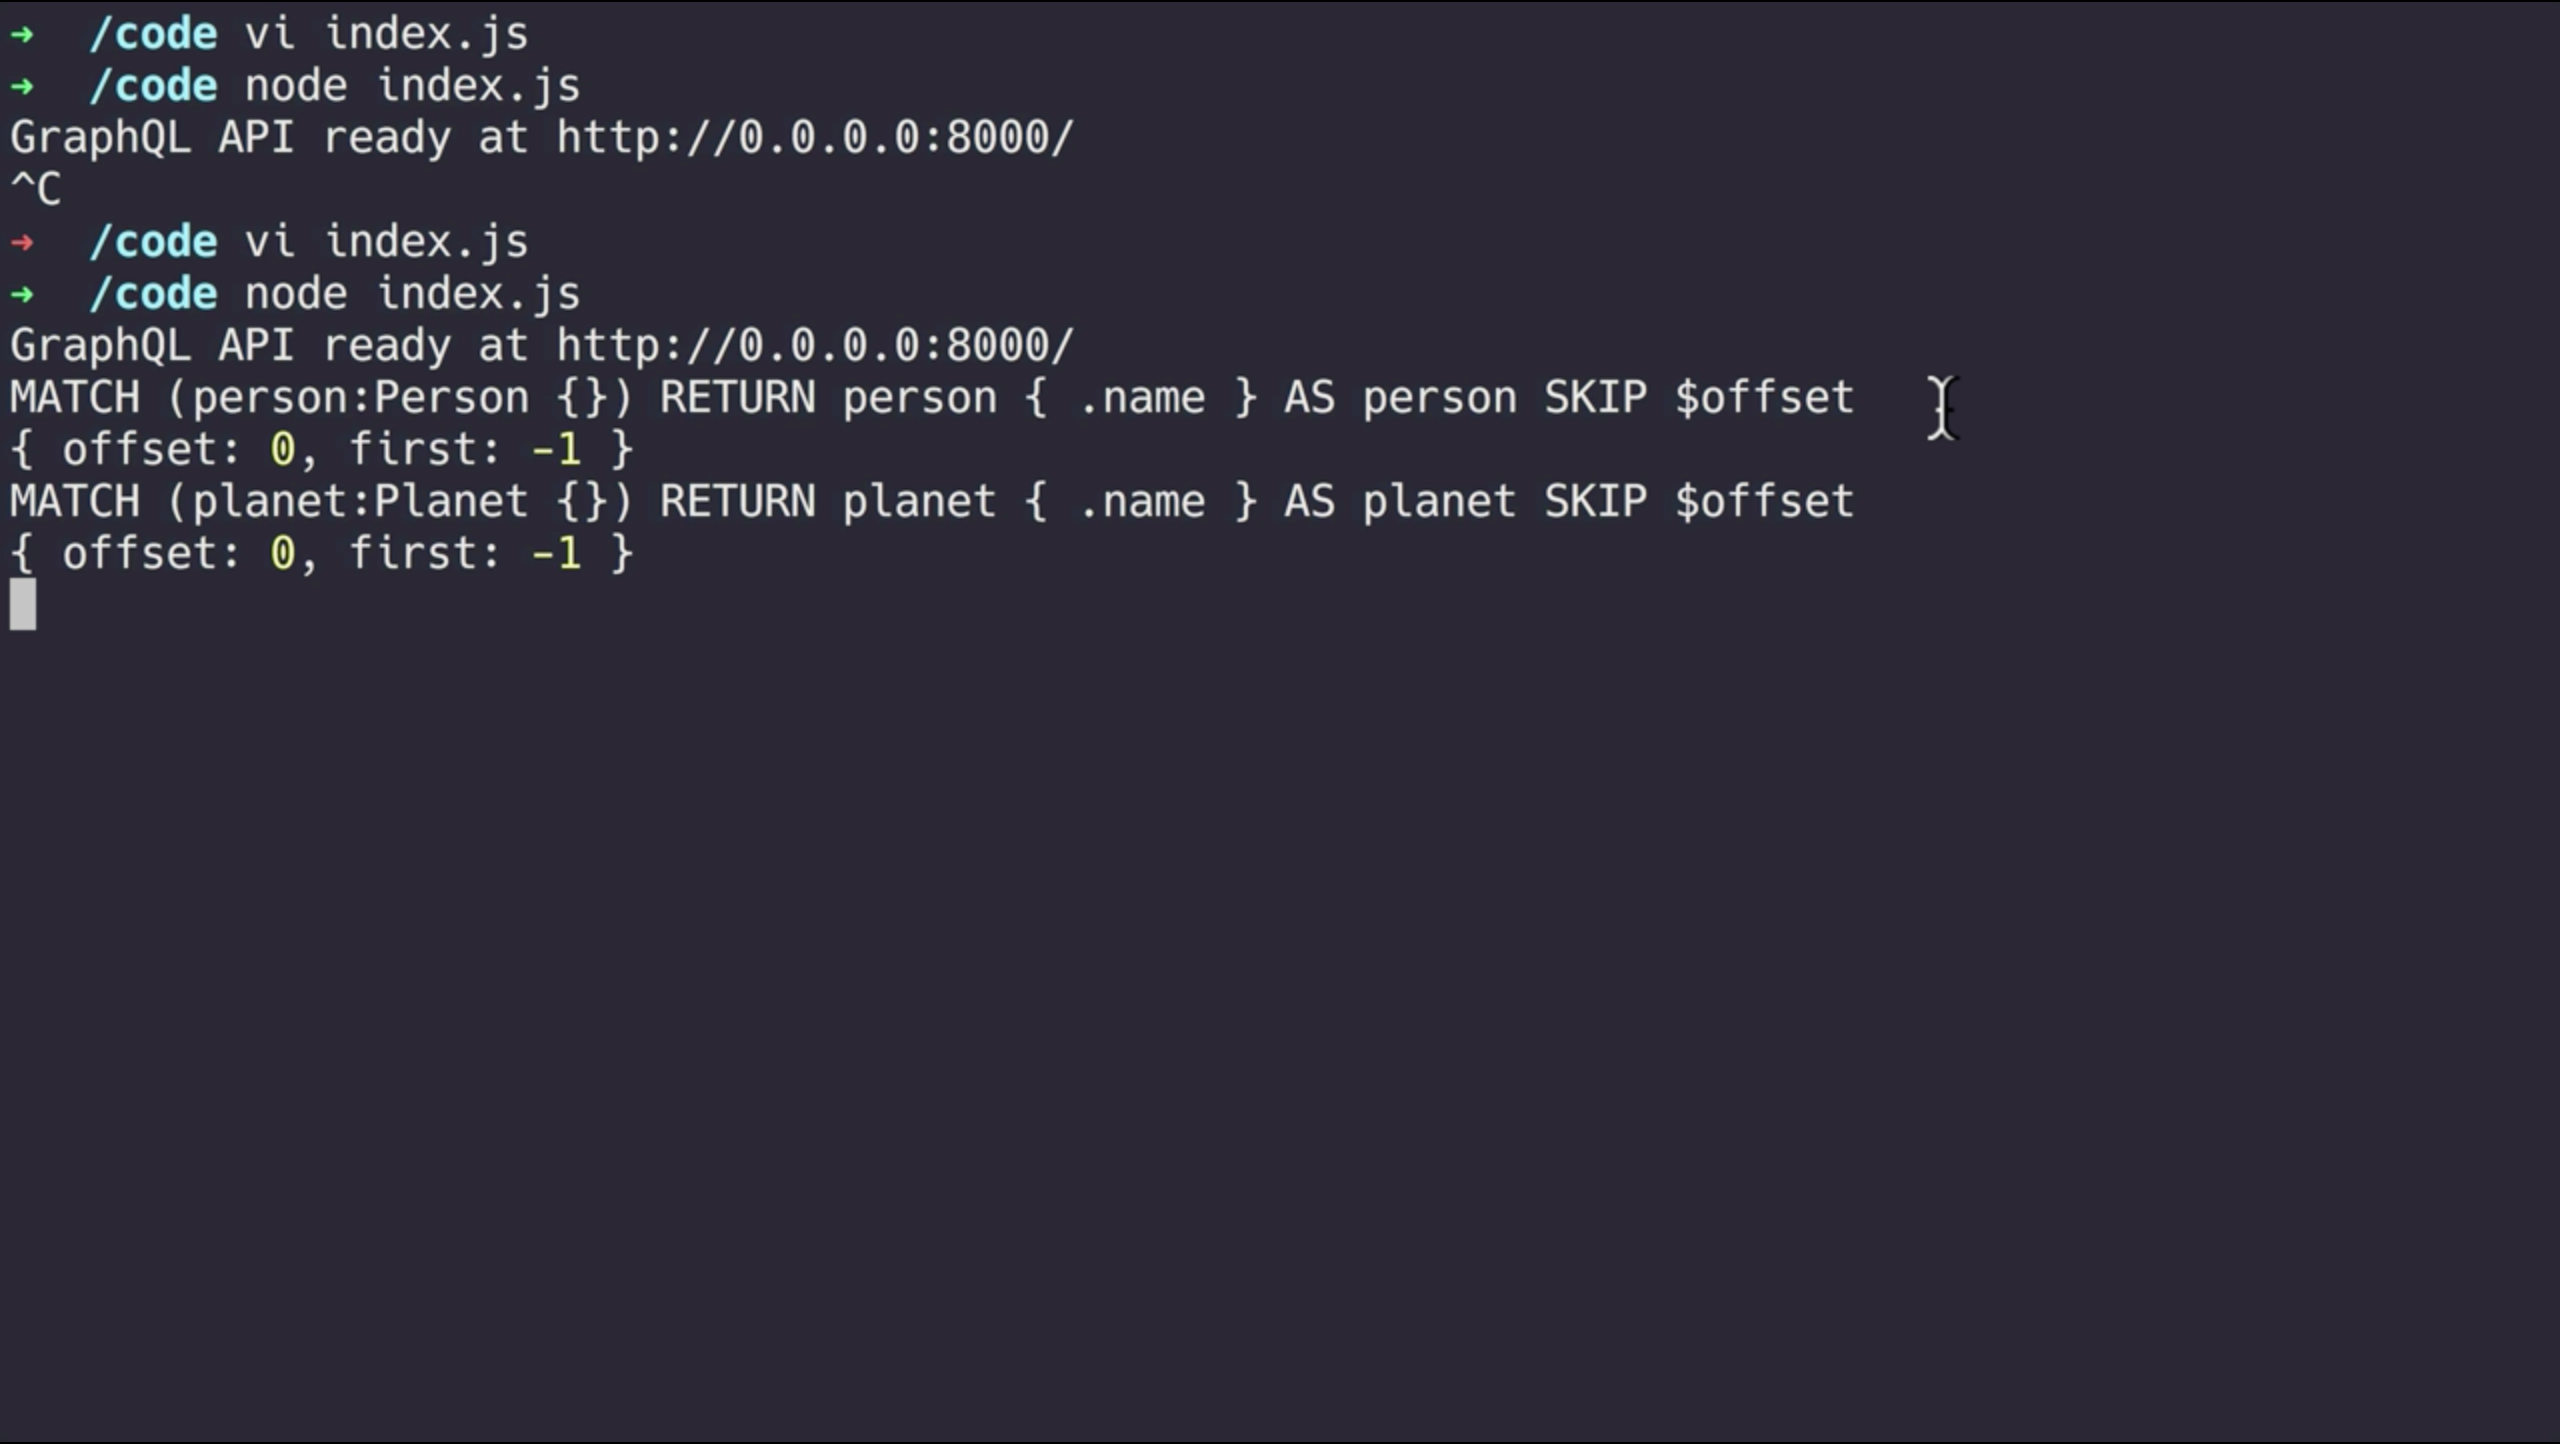 ➜  /code vi index.js
➜  /code node index.js
GraphQL API ready at http://0.0.0.0:8000/
^C
➜  /code vi index.js
➜  /code node index.js
GraphQL API ready at http://0.0.0.0:8000/
MATCH (person:Person {}) RETURN person { .name } AS person SKIP $offset
{ offset: 0, first: -1 }
MATCH (planet:Planet {}) RETURN planet { .name } AS planet SKIP $offset
{ offset: 0, first: -1 }